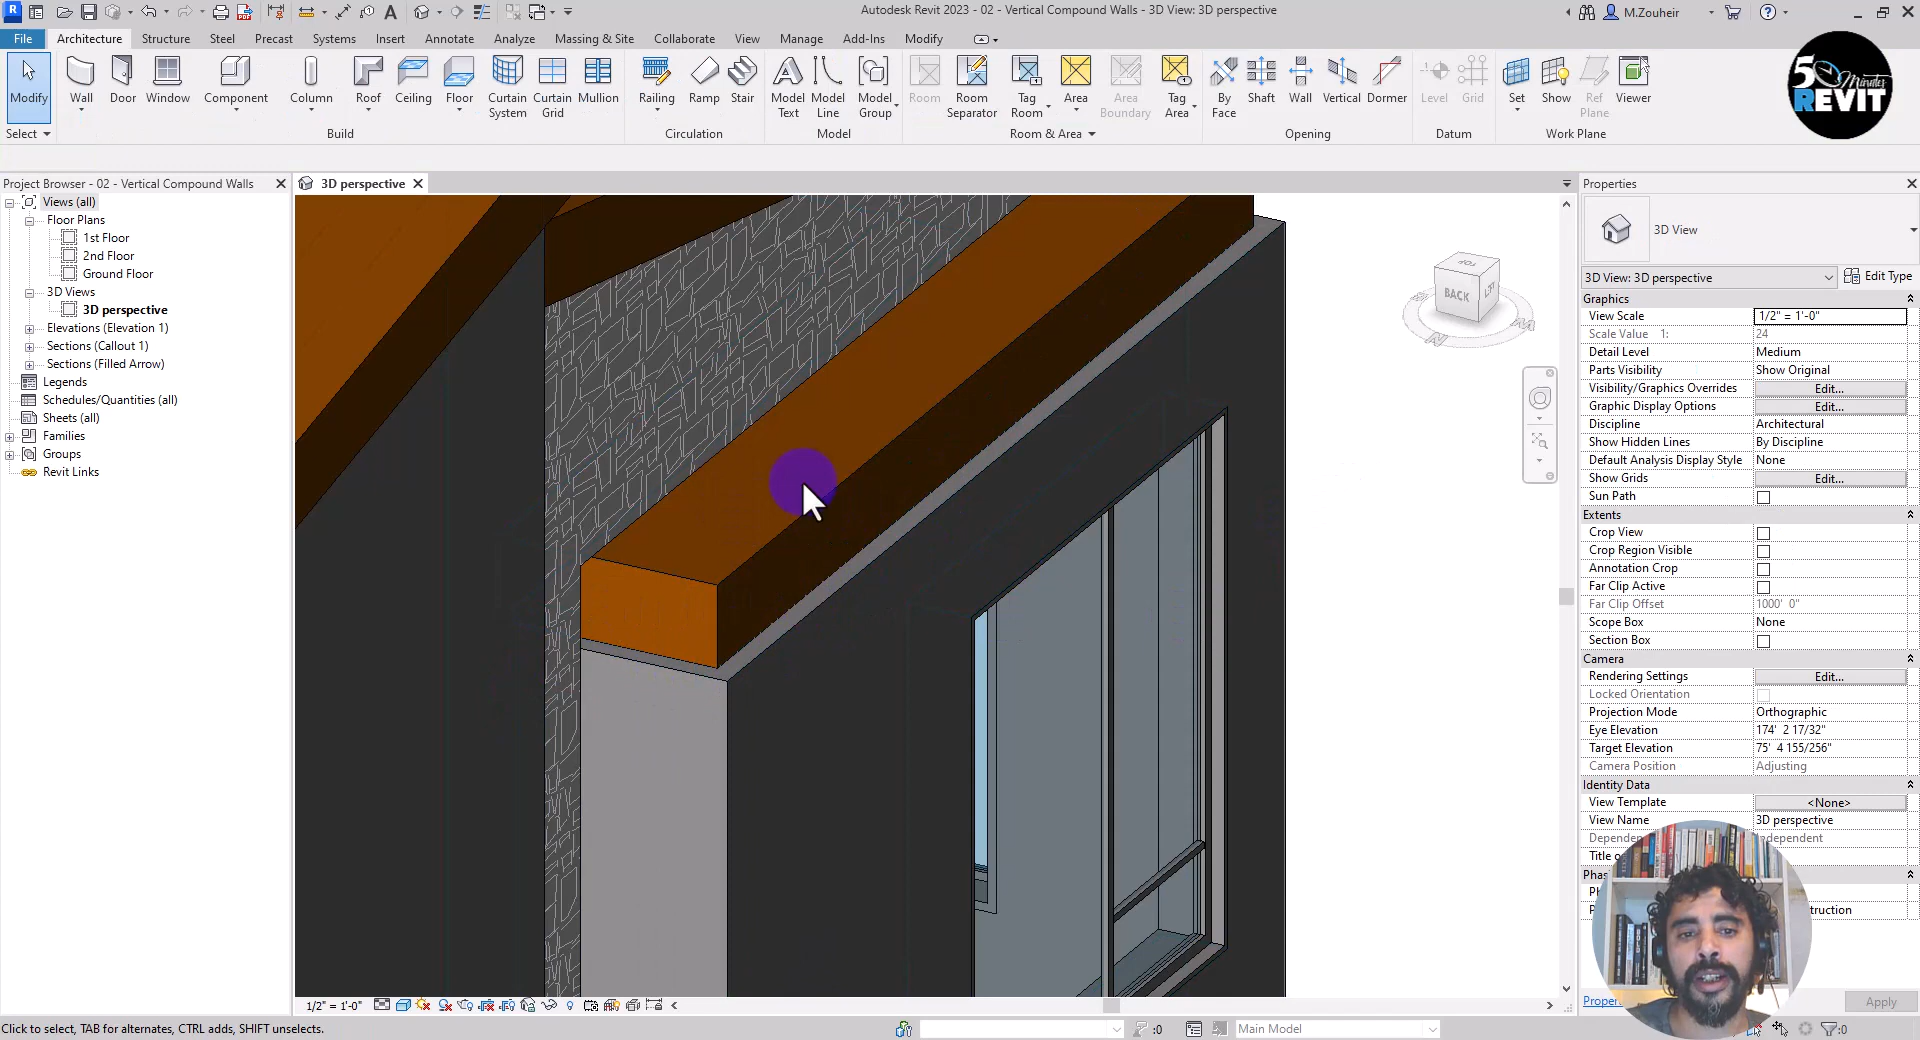 Autodesk Revit 2023 - 02 - Vertical Compound Walls - 3D View: 3D perspective
M.Zouheir
File Architecture Structure Steel Precast Systems Insert Annotate Analyze Massing & Site Collaborate View Manage Add-Ins Modify
Modify Wall Door Window Component Column Roof Ceiling Floor Curtain System Curtain Grid Mullion Railing Ramp Stair Model Text Model Line Model Group Room Room Separator Tag Room Area Area Boundary Tag Area By Face Shaft Wall Vertical Dormer Level Grid Set Show Ref Plane Viewer
Select Build Circulation Model Room & Area Opening Datum Work Plane
5 Minutes
REVIT
Project Browser - 02 - Vertical Compound Walls
Views (all)
Floor Plans
1st Floor
2nd Floor
Ground Floor
3D Views
3D perspective
Elevations (Elevation 1)
Sections (Callout 1)
Sections (Filled Arrow)
Legends
Schedules/Quantities (all)
Sheets (all)
Families
Groups
Revit Links
3D perspective
TOP
BACK
Properties
3D View
3D View: 3D perspective Edit Type
Graphics
View Scale 1/2" = 1'-0"
Scale Value 1: 24
Detail Level Medium
Parts Visibility Show Original
Visibility/Graphics Overrides Edit...
Graphic Display Options Edit...
Discipline Architectural
Show Hidden Lines By Discipline
Default Analysis Display Style None
Show Grids Edit...
Sun Path
Extents
Crop View
Crop Region Visible
Annotation Crop
Far Clip Active
Far Clip Offset 1000' 0"
Scope Box None
Section Box
Camera
Rendering Settings Edit...
Locked Orientation
Projection Mode Orthographic
Eye Elevation 174' 2 17/32"
Target Elevation 75' 4 155/256"
Camera Position Adjusting
Identity Data
View Template <None>
View Name 3D perspective
Depende
Title o
Phas
P
P truction
Propert Apply
1/2" = 1'-0"
Click to select, TAB for alternates, CTRL adds, SHIFT unselects.
:0
Main Model
:0